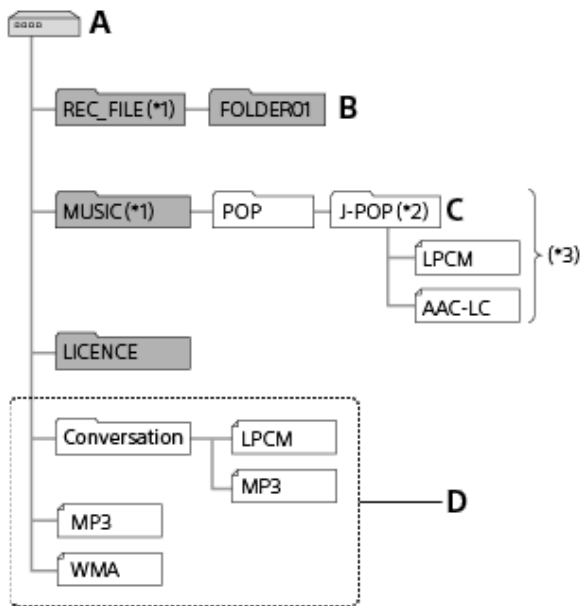 A
REC_FILE(*1)
FOLDER01
B
MUSIC(*1)
POP
J-POP(*2)
C
LPCM
(*3)
AAC-LC
LICENCE
Conversation
LPCM
MP3
D
MP3
WMA